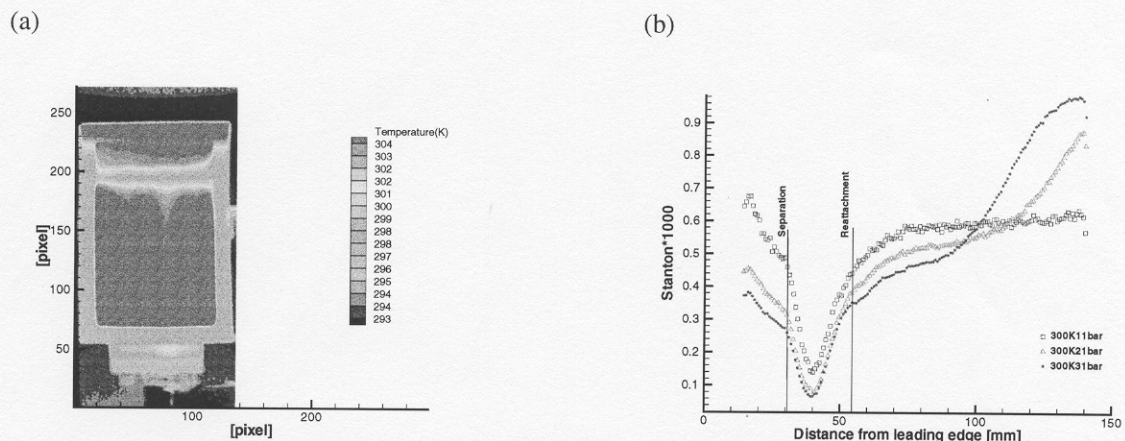 (a)
250
200
150
100
50
[pixel]
100
200
[pixel]
Temperature(K)
304
303
302
302
301
300
299
298
298
297
296
295
294
294
293
(b)
0.9
0.8
0.7
0.6
0.5
0.4
0.3
0.2
0.1
Stanton*1000
Separation
Reattachment
300K11bar
300K21bar
300K31bar
0
50
100
150
Distance from leading edge [mm]